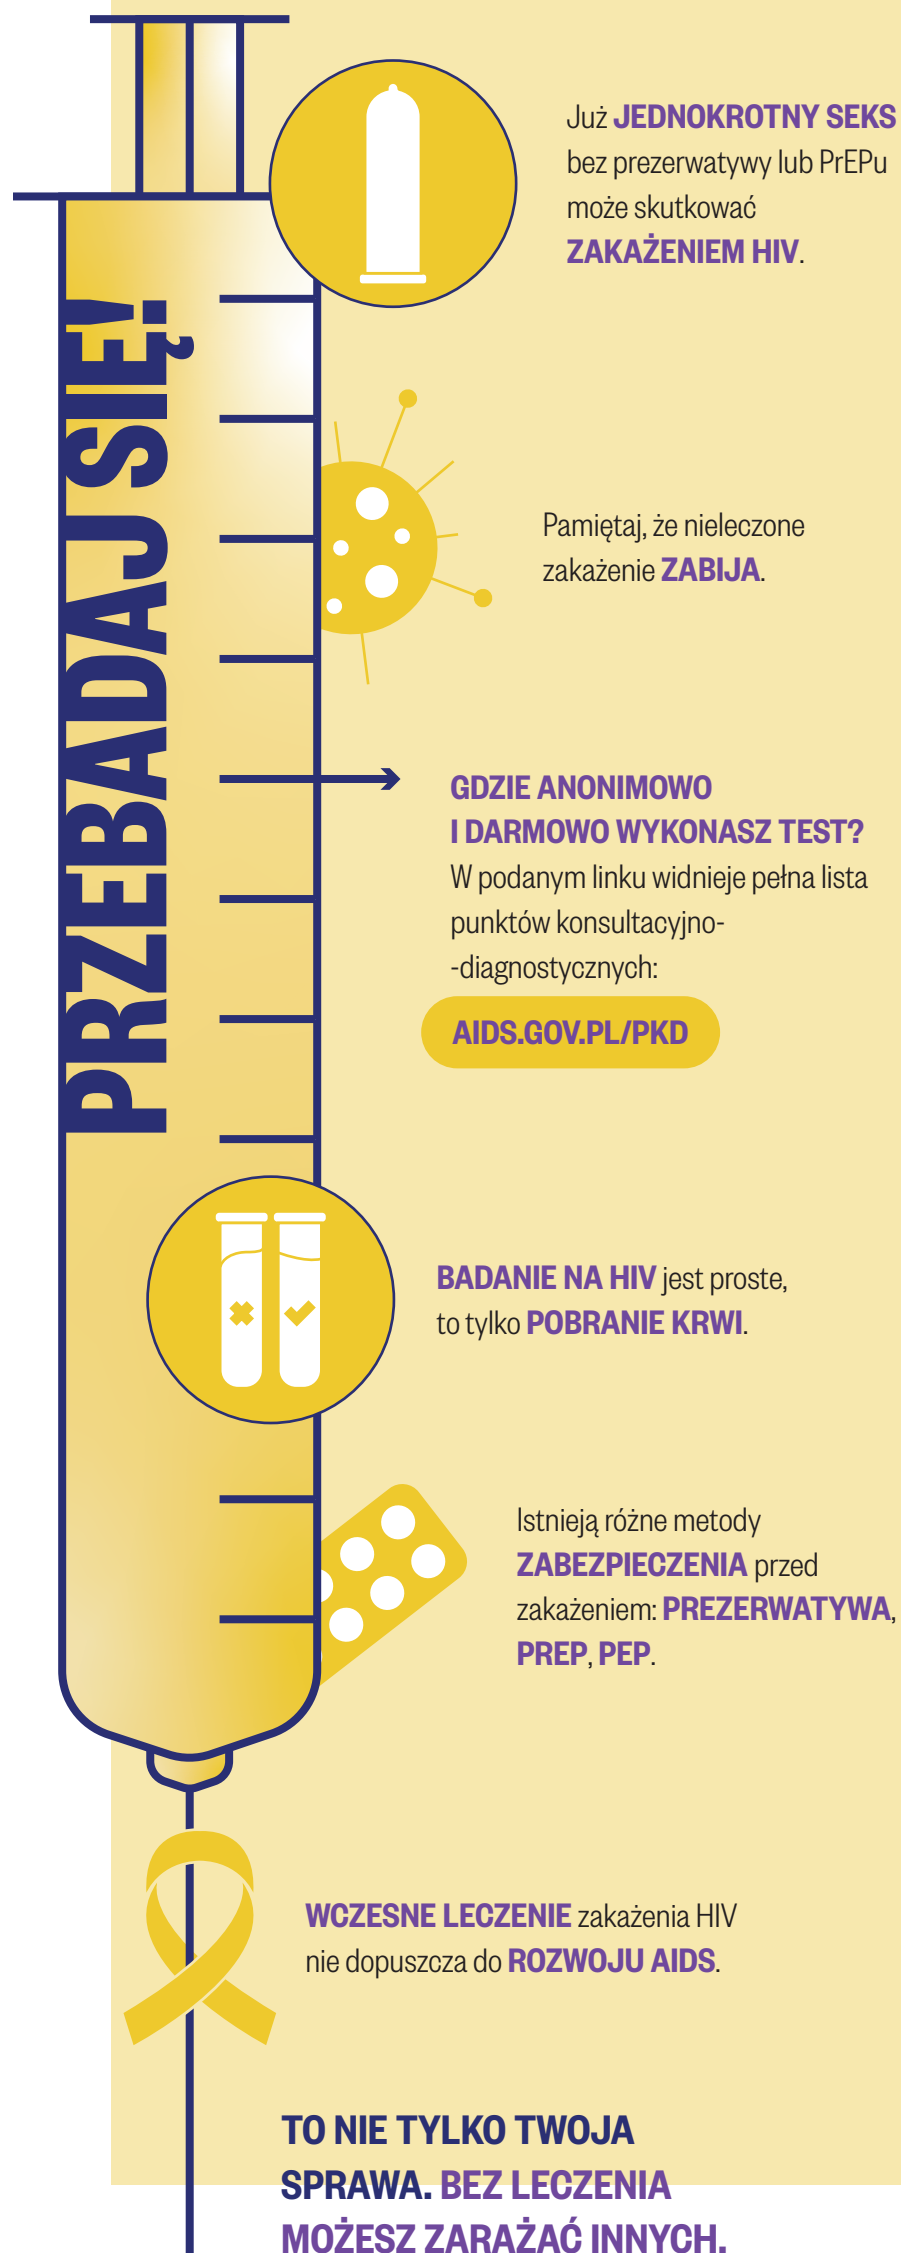 PRZEBADAJ SIĘ!
Już JEDNOKROTNY SEKS
bez prezerwatywy lub PrEPu
może skutkować
ZAKAŻENIEM HIV.
Pamiętaj, że nieleczone
zakażenie ZABIJA.
GDZIE ANONIMOWO
I DARMOWO WYKONASZ TEST?
W podanym linku widnieje pełna lista
punktów konsultacyjno-
-diagnostycznych:
AIDS.GOV.PL/PKD
BADANIE NA HIV jest proste,
to tylko POBRANIE KRWI.
Istnieją różne metody
ZABEZPIECZENIA przed
zakażeniem: PREZERWATYWA,
PREP, PEP.
WCZESNE LECZENIE zakażenia HIV
nie dopuszcza do ROZWOJU AIDS.
TO NIE TYLKO TWOJA
SPRAWA. BEZ LECZENIA
MOŻESZ ZARAŻAĆ INNYCH.